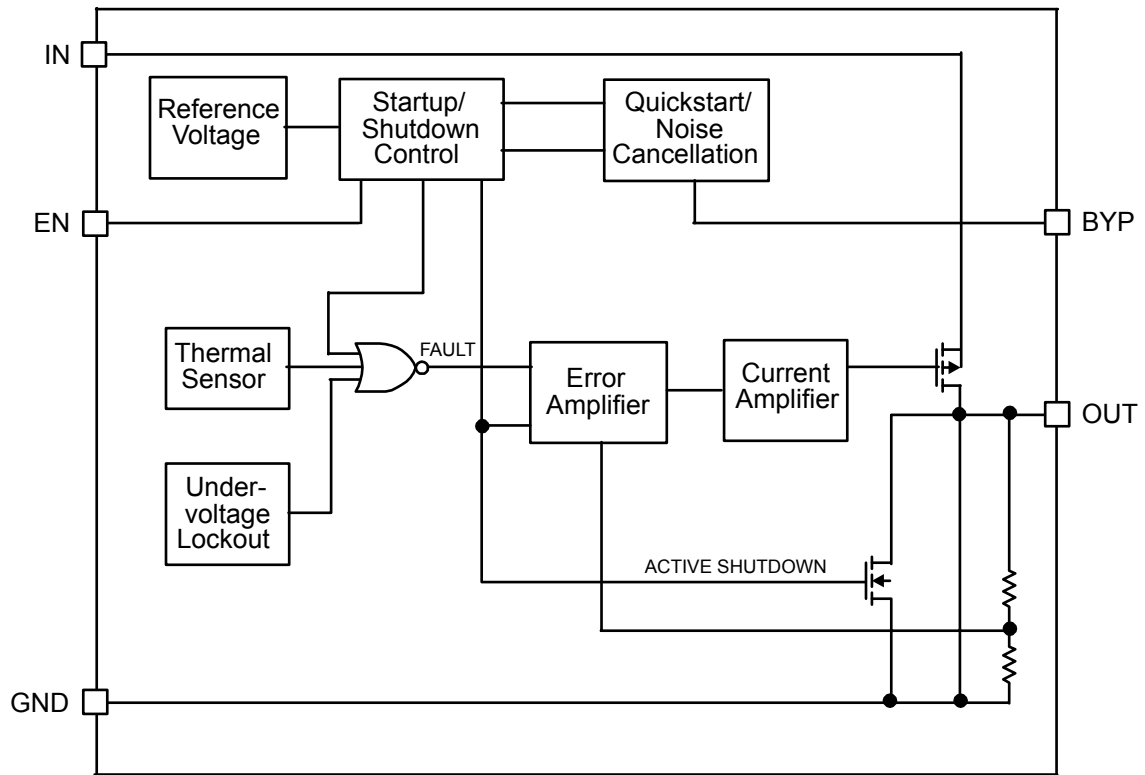 IN
Reference
Voltage
Startup/
Shutdown
Control
Quickstart/
Noise
Cancellation
EN
BYP
Thermal
Sensor
FAULT
Error
Amplifier
Current
Amplifier
OUT
Under-
voltage
Lockout
ACTIVE SHUTDOWN
GND